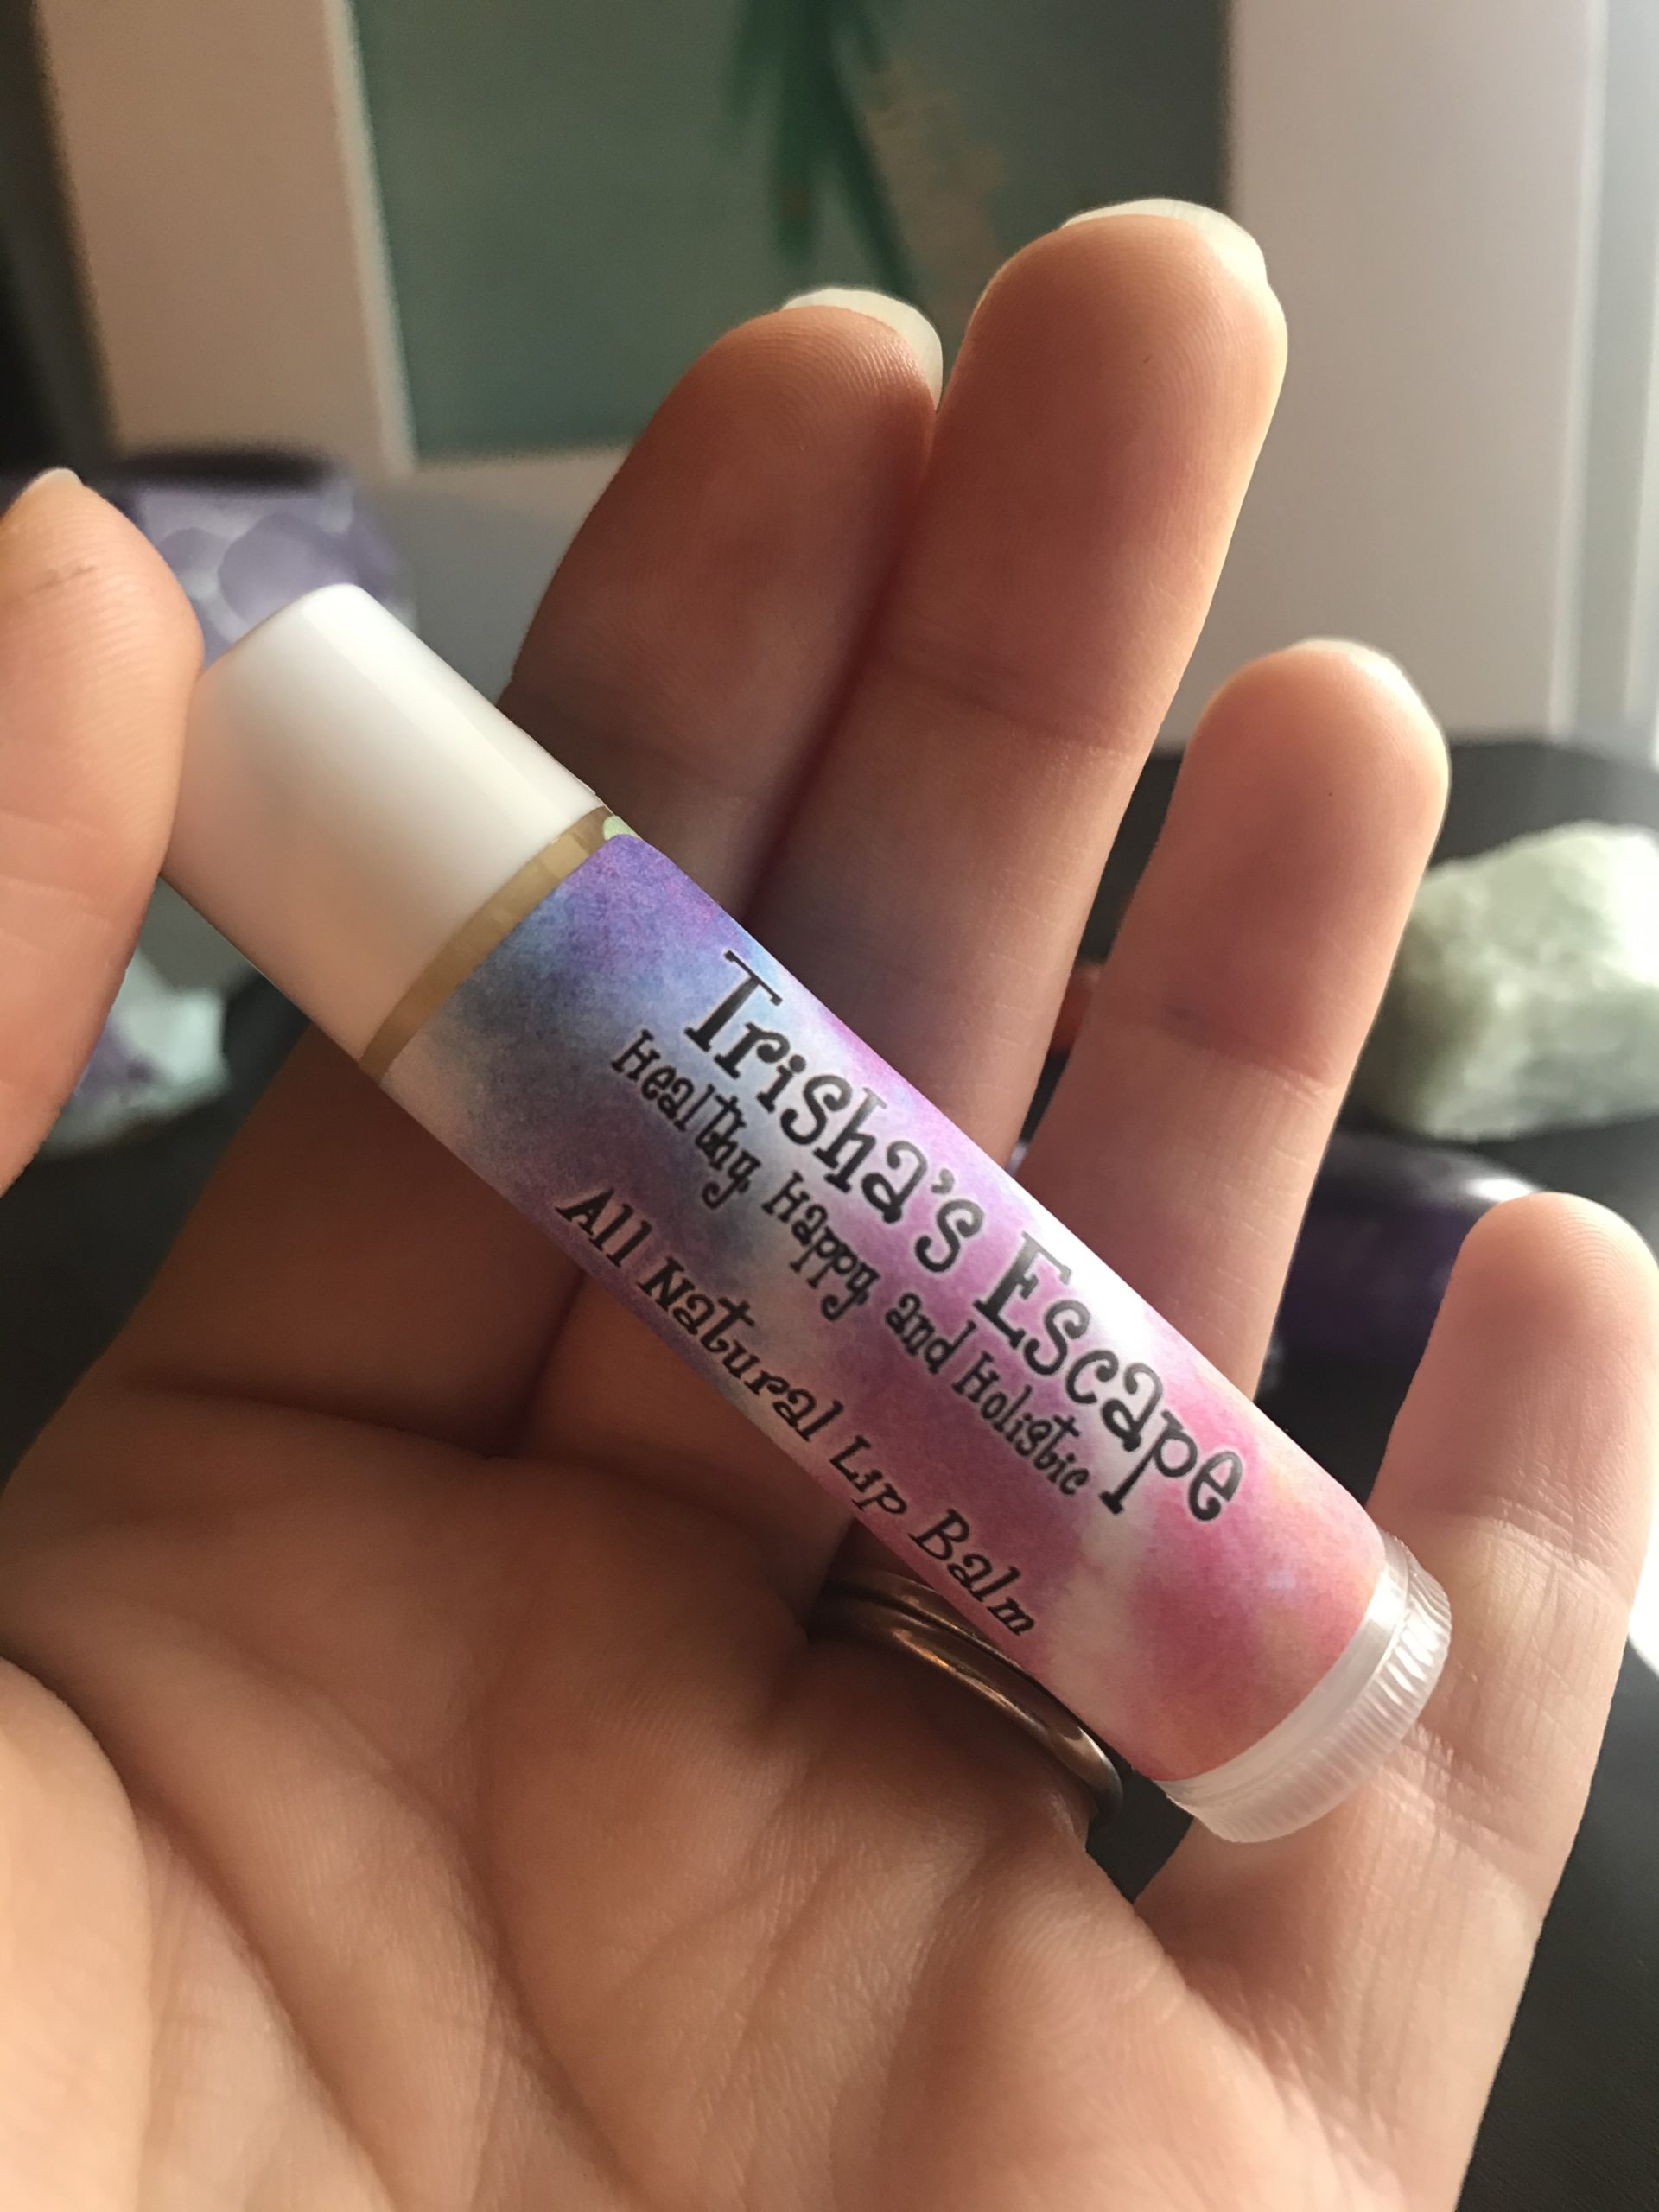 Trisha's Escape
Healthy, Happy, and Holistic
All Natural Lip Balm